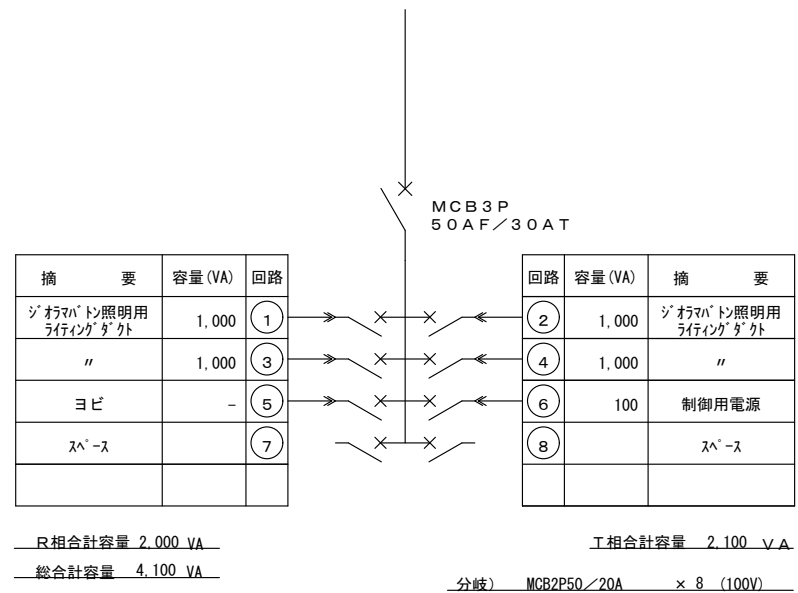 MCB3P
50AF/30AT
摘 要 容量(VA) 回路
ジオラマバトン照明用
ライティングダクト 1,000 1
〃 1,000 3
ヨビ - 5
スペース 7
回路 容量(VA) 摘 要
2 1,000 ジオラマバトン照明用
ライティングダクト
4 1,000 〃
6 100 制御用電源
8 スペース
R相合計容量 2,000 VA
総合計容量 4,100 VA
T相合計容量 2,100 VA
分岐) MCB2P50/20A × 8 (100V)